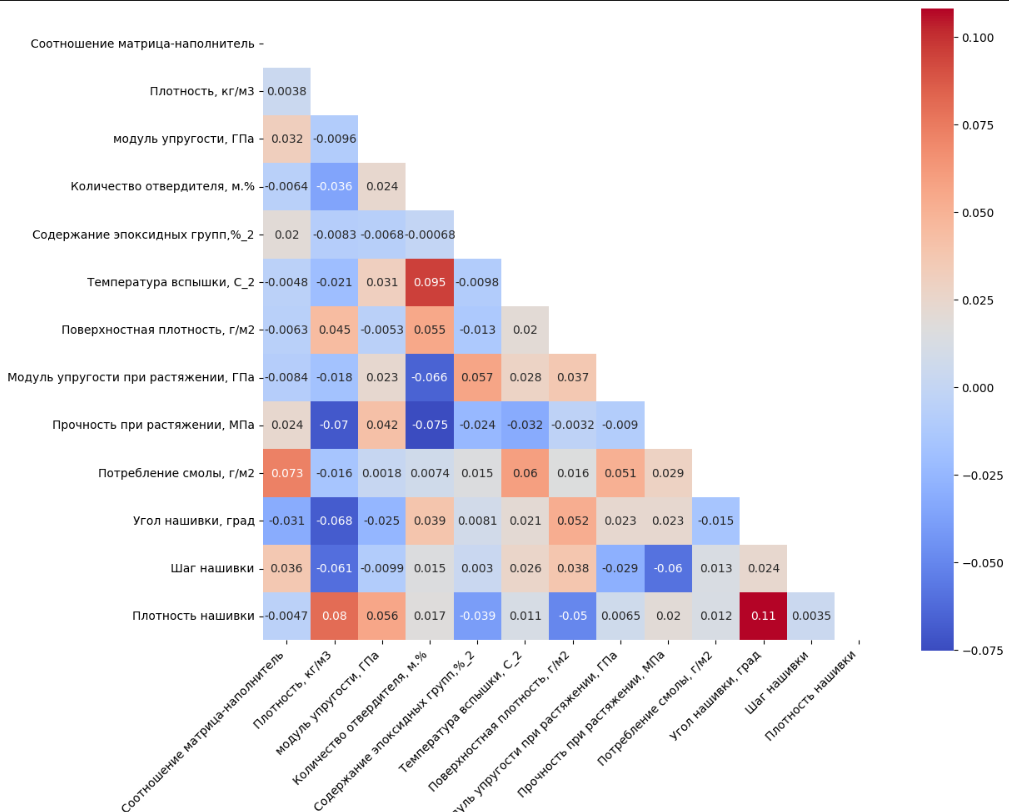 Соотношение матрица-наполнитель
Плотность, кг/м3
0.0038
модуль упругости, ГПа
0.032 -0.0096
Количество отвердителя, м.%
-0.0064 -0.036 0.024
Содержание эпоксидных групп,%_2
0.02 -0.0083 -0.0068 -0.00068
Температура вспышки, С_2
-0.0048 -0.021 0.031 0.095 -0.0098
Поверхностная плотность, г/м2
-0.0063 0.045 -0.0053 0.055 -0.013 0.02
Модуль упругости при растяжении, ГПа
-0.0084 -0.018 0.023 -0.066 0.057 0.028 0.037
Прочность при растяжении, МПа
0.024 -0.07 0.042 -0.075 -0.024 -0.032 -0.0032 -0.009
Потребление смолы, г/м2
0.073 -0.016 0.0018 0.0074 0.015 0.06 0.016 0.051 0.029
Угол нашивки, град
-0.031 -0.068 -0.025 0.039 0.0081 0.021 0.052 0.023 0.023 -0.015
Шаг нашивки
0.036 -0.061 -0.0099 0.015 0.003 0.026 0.038 -0.029 -0.06 0.013 0.024
Плотность нашивки
-0.0047 0.08 0.056 0.017 -0.039 0.011 -0.05 0.0065 0.02 0.012 0.11 0.0035
Соотношение матрица-наполнитель
Плотность, кг/м3
модуль упругости, ГПа
Количество отвердителя, м.%
Содержание эпоксидных групп,%_2
Температура вспышки, С_2
Поверхностная плотность, г/м2
упругости при растяжении, ГПа
Прочность при растяжении, МПа
Потребление смолы, г/м2
Угол нашивки, град
Шаг нашивки
Плотность нашивки
0.100
0.075
0.050
0.025
0.000
−0.025
−0.050
−0.075